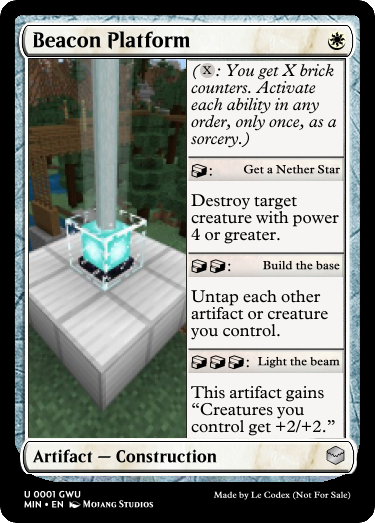 Beacon Platform
(X: You get X brick
counters. Activate
each ability in any
order, only once, as a
sorcery.)
: Get a Nether Star
Destroy target
creature with power
4 or greater.
: Build the base
Untap each other
artifact or creature
you control.
: Light the beam
This artifact gains
“Creatures you
control get +2/+2.”
Artifact — Construction
U 0001 GWU
MIN • EN Mojang Studios
Made by Le Codex (Not For Sale)